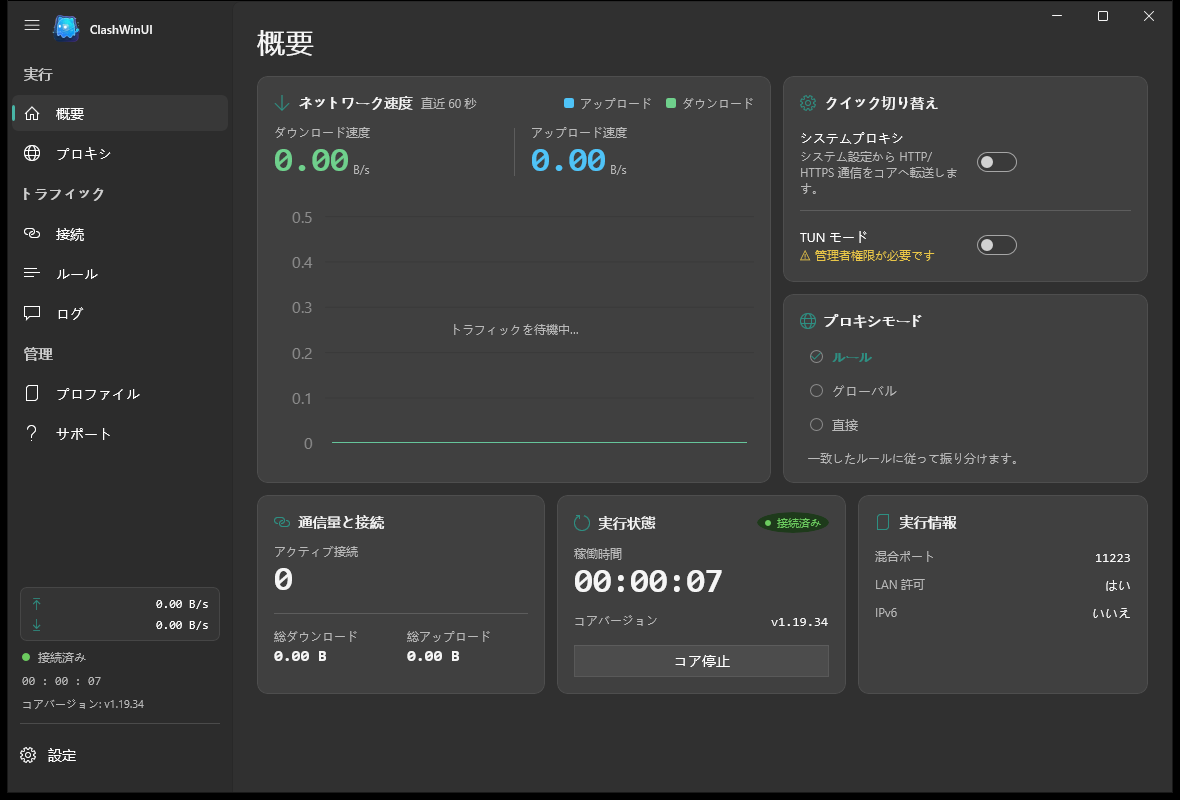 ClashWinUI
実行
概要
プロキシ
トラフィック
接続
ルール
ログ
管理
プロファイル
サポート
0.00 B/s
0.00 B/s
接続済み
00 : 00 : 07
コアバージョン: v1.19.34
設定
概要
ネットワーク速度 直近 60 秒
アップロード
ダウンロード
ダウンロード速度
0.00 B/s
アップロード速度
0.00 B/s
0.5
0.4
0.3
0.2
0.1
0
トラフィックを待機中...
クイック切り替え
システムプロキシ
システム設定から HTTP/
HTTPS 通信をコアへ転送しま
す。
TUN モード
⚠ 管理者権限が必要です
プロキシモード
ルール
グローバル
直接
一致したルールに従って振り分けます。
通信量と接続
アクティブ接続
0
総ダウンロード
0.00 B
総アップロード
0.00 B
実行状態
接続済み
稼働時間
00:00:07
コアバージョン
v1.19.34
コア停止
実行情報
混合ポート
11223
LAN 許可
はい
IPv6
いいえ